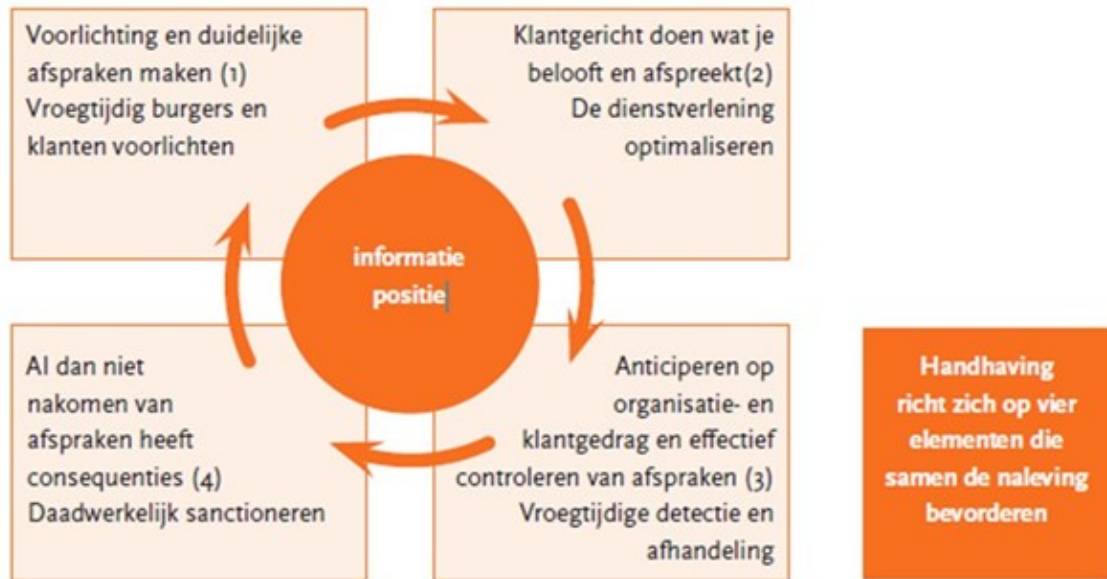 Voorlichting en duidelijke
afspraken maken (1)
Vroegtijdig burgers en
klanten voorlichten
Klantgericht doen wat je
belooft en afspreekt(2)
De dienstverlening
optimaliseren
informatie
positie
Al dan niet
nakomen van
afspraken heeft
consequenties (4)
Daadwerkelijk sanctioneren
Anticiperen op
organisatie- en
klantgedrag en effectief
controleren van afspraken (3)
Vroegtijdige detectie en
afhandeling
Handhaving
richt zich op vier
elementen die
samen de naleving
bevorderen